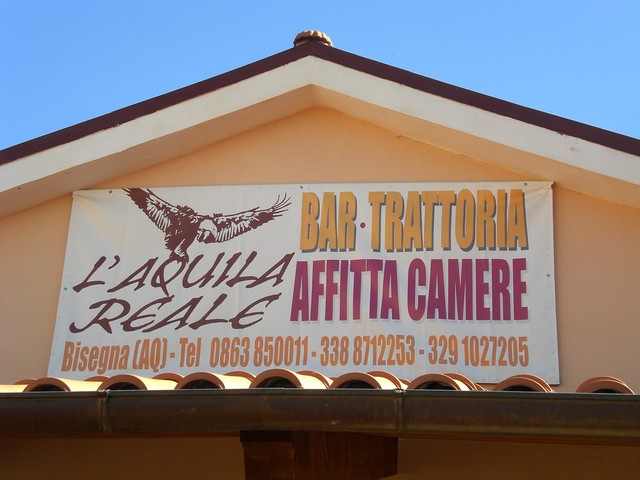 L'AQUILA
REALE
BAR · TRATTORIA
AFFITTA CAMERE
Bisegna (AQ) - Tel 0863 850011 - 338 8712253 - 329 1027205